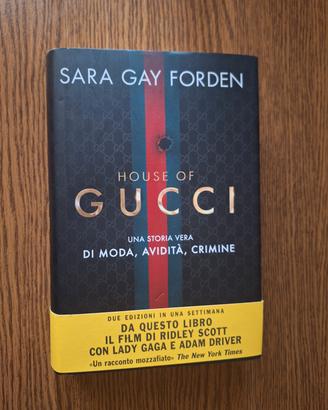 SARA GAY FORDEN
HOUSE OF
GUCCI
UNA STORIA VERA
DI MODA, AVIDITÀ, CRIMINE
DUE EDIZIONI IN UNA SETTIMANA
DA QUESTO LIBRO
IL FILM DI RIDLEY SCOTT
CON LADY GAGA E ADAM DRIVER
«Un racconto mozzafiato» The New York Times